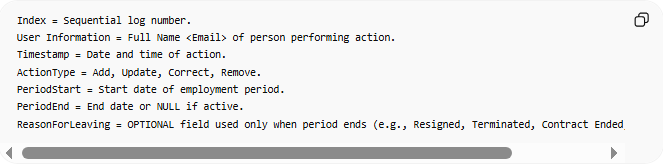 Index = Sequential log number.
User Information = Full Name <Email> of person performing action.
Timestamp = Date and time of action.
ActionType = Add, Update, Correct, Remove.
PeriodStart = Start date of employment period.
PeriodEnd = End date or NULL if active.
ReasonForLeaving = OPTIONAL field used only when period ends (e.g., Resigned, Terminated, Contract Ended,